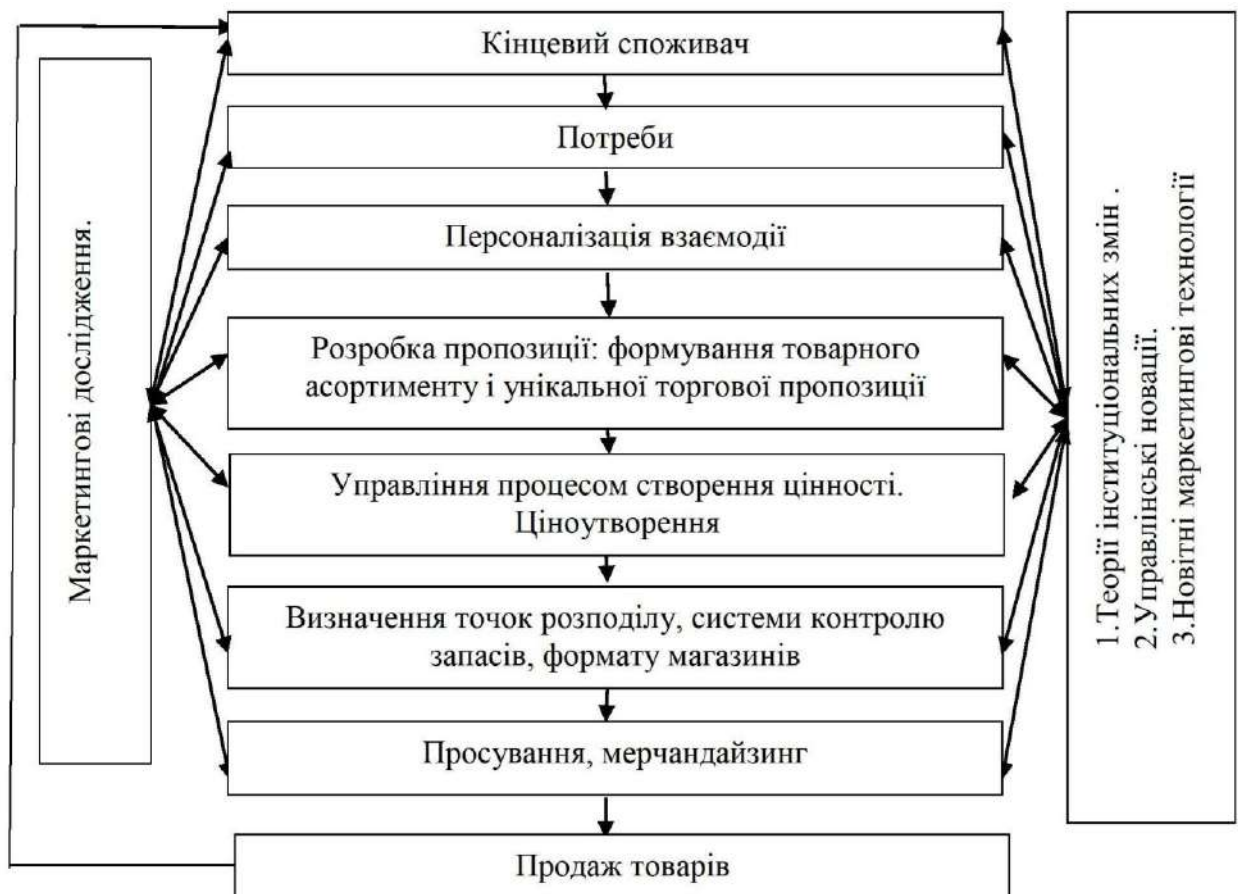 Кінцевий споживач
Потреби
Персоналізація взаємодії
Розробка пропозиції: формування товарного
асортименту і унікальної торгової пропозиції
Управління процесом створення цінності.
Ціноутворення
Визначення точок розподілу, системи контролю
запасів, формату магазинів
Просування, мерчандайзинг
Продаж товарів
Маркетингові дослідження.
1.Теорії інституціональних змін .
2.Управлінські новації.
3.Новітні маркетингові технології